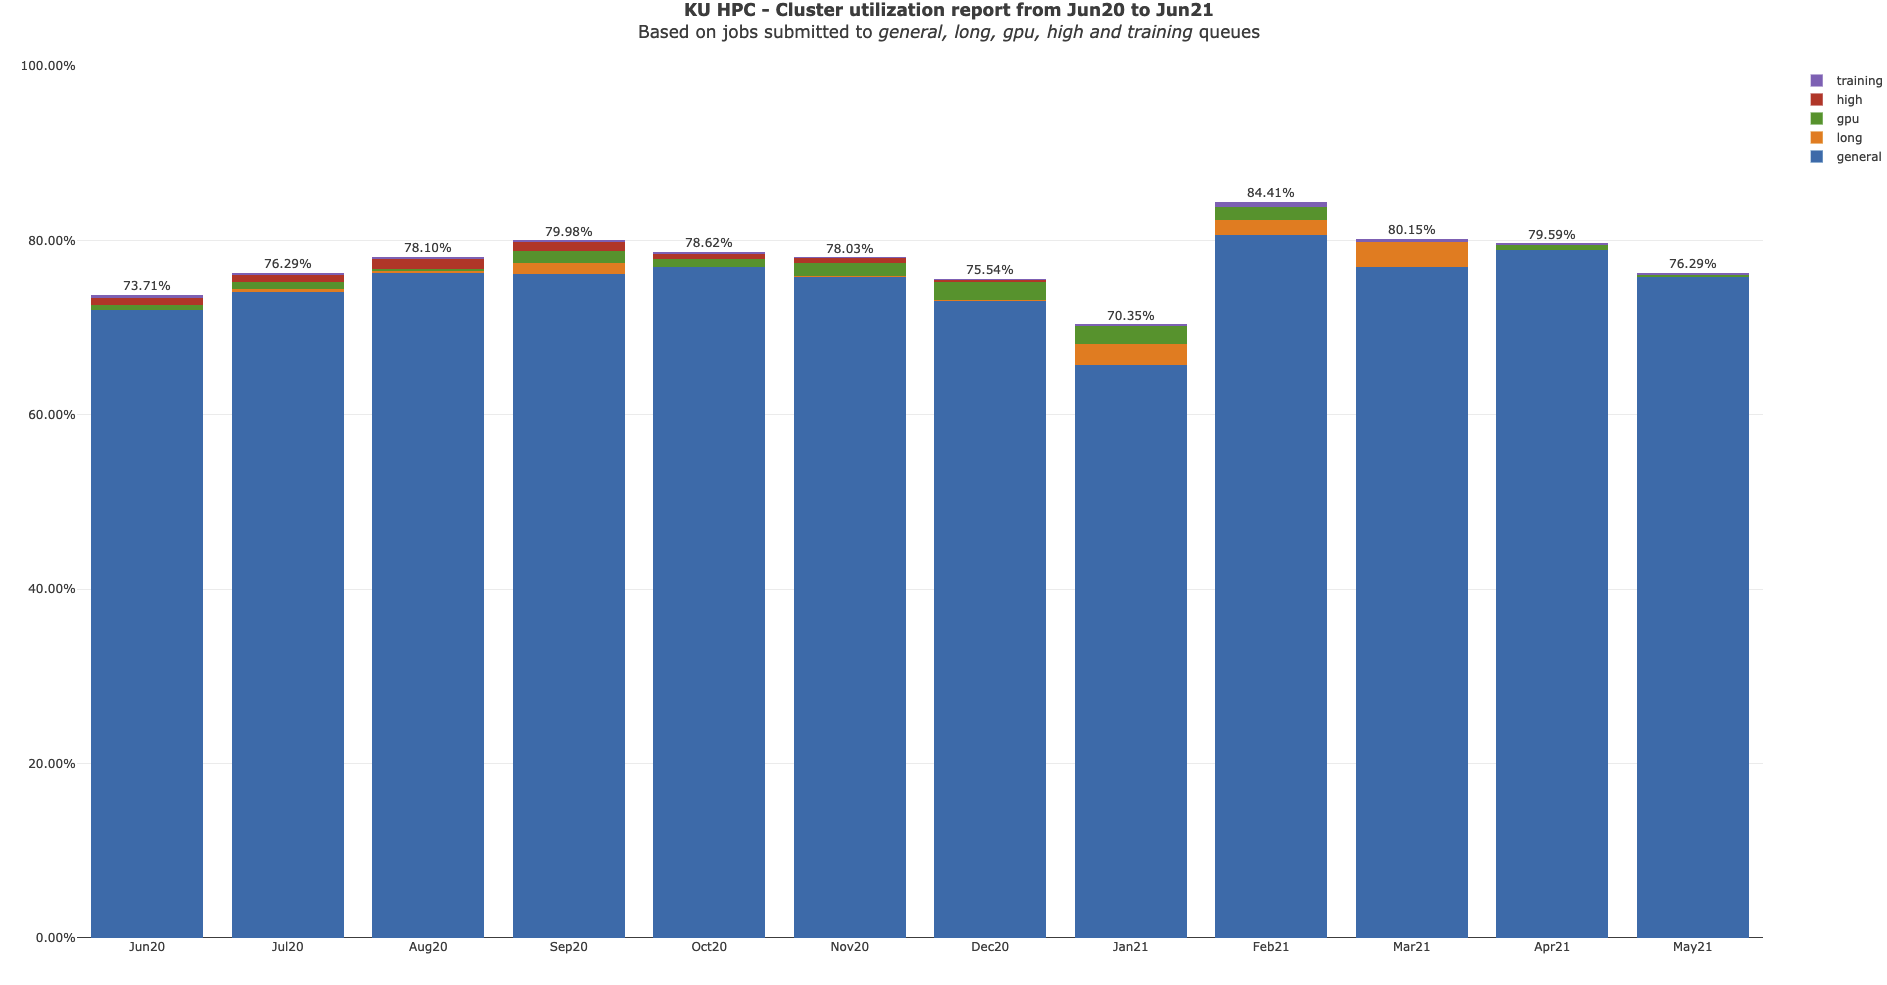 KU HPC - Cluster utilization report from Jun20 to Jun21
Based on jobs submitted to general, long, gpu, high and training queues
100.00%
80.00%
60.00%
40.00%
20.00%
0.00%
73.71%
76.29%
78.10%
79.98%
78.62%
78.03%
75.54%
70.35%
84.41%
80.15%
79.59%
76.29%
Jun20
Jul20
Aug20
Sep20
Oct20
Nov20
Dec20
Jan21
Feb21
Mar21
Apr21
May21
training
high
gpu
long
general